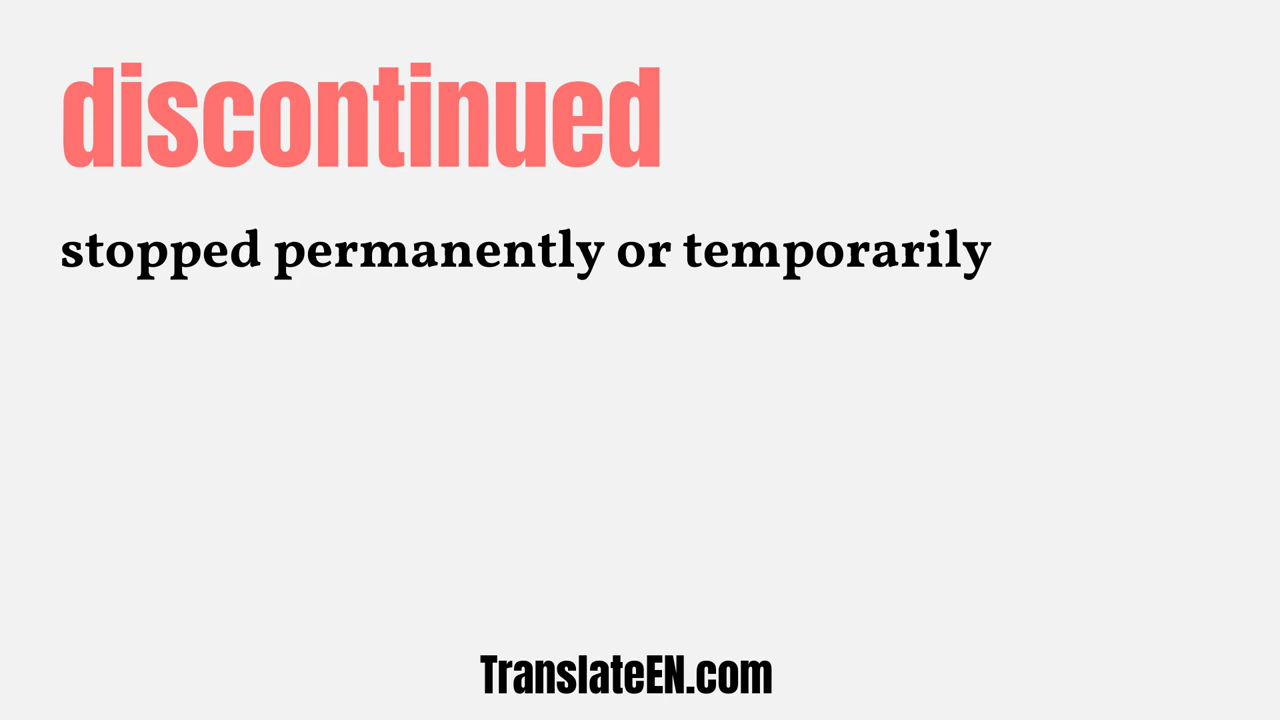 discontinued
stopped permanently or temporarily
TranslateEN.com